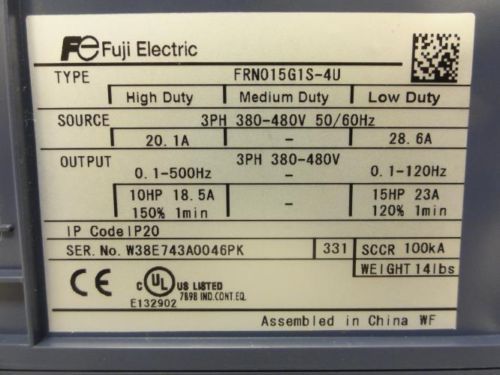 Fe Fuji Electric
TYPE FRN015G1S-4U
High Duty Medium Duty Low Duty
SOURCE 3PH 380-480V 50/60Hz
20.1A - 28.6A
OUTPUT 3PH 380-480V
0.1-500Hz - 0.1-120Hz
10HP 18.5A - 15HP 23A
150% 1min 120% 1min
IP Code IP20
SER. No. W38E743A0046PK 331 SCCR 100kA
WEIGHT 14lbs
CE C UL US LISTED
7B98 IND. CONT. EQ.
E132902
Assembled in China WF